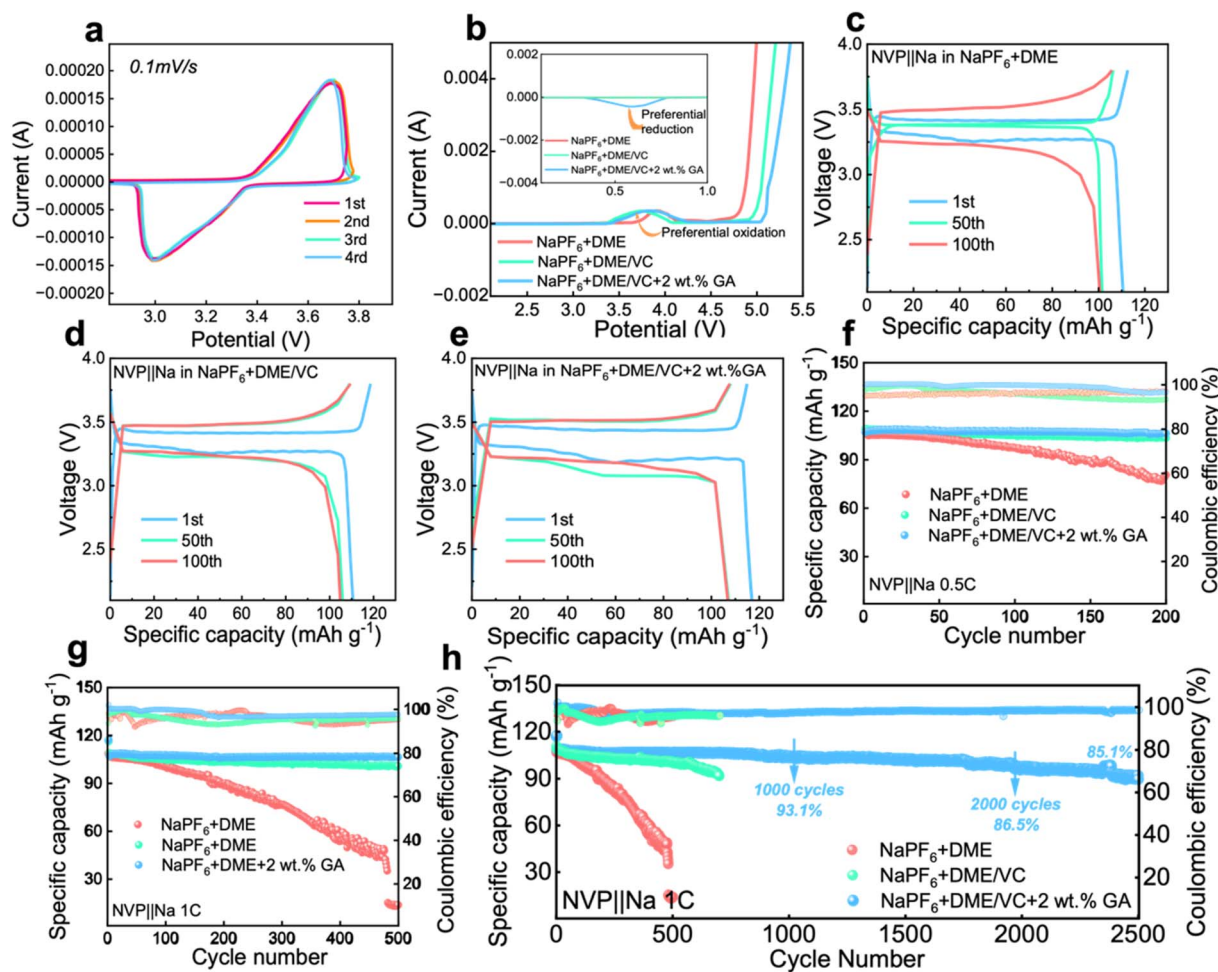 a
0.1mV/s
0.00020
0.00015
0.00010
0.00005
0.00000
−0.00005
−0.00010
−0.00015
−0.00020
Current (A)
1st
2nd
3rd
4rd
3.0 3.2 3.4 3.6 3.8
Potential (V)
b
0.004
0.002
0.000
−0.002
Current (A)
0.002
0.000
−0.002
−0.004
Preferential
reduction
NaPF6+DME
NaPF6+DME/VC
NaPF6+DME/VC+2 wt.% GA
0.5 1.0
Preferential oxidation
NaPF6+DME
NaPF6+DME/VC
NaPF6+DME/VC+2 wt.% GA
2.5 3.0 3.5 4.0 4.5 5.0 5.5
Potential (V)
c
NVP||Na in NaPF6+DME
4.0
3.5
3.0
2.5
Voltage (V)
1st
50th
100th
0 20 40 60 80 100 120
Specific capacity (mAh g-1)
d
NVP||Na in NaPF6+DME/VC
4.0
3.5
3.0
2.5
Voltage (V)
1st
50th
100th
0 20 40 60 80 100 120
Specific capacity (mAh g-1)
e
NVP||Na in NaPF6+DME/VC+2 wt.%GA
4.0
3.5
3.0
2.5
Voltage (V)
1st
50th
100th
0 20 40 60 80 100 120
Specific capacity (mAh g-1)
f
150
120
90
60
30
Specific capacity (mAh g-1)
100
80
60
40
20
Coulombic efficiency (%)
NaPF6+DME
NaPF6+DME/VC
NaPF6+DME/VC+2 wt.% GA
NVP||Na 0.5C
0 50 100 150 200
Cycle number
g
150
120
90
60
30
Specific capacity (mAh g-1)
100
80
60
40
20
Coulombic efficiency (%)
NaPF6+DME
NaPF6+DME
NaPF6+DME+2 wt.% GA
NVP||Na 1C
0 100 200 300 400 500
Cycle number
h
150
120
90
60
30
Specific capacity (mAh g-1)
100
80
60
40
20
Coulombic efficiency (%)
1000 cycles
93.1%
2000 cycles
86.5%
85.1%
NaPF6+DME
NaPF6+DME/VC
NaPF6+DME/VC+2 wt.% GA
NVP||Na 1C
0 500 1000 1500 2000 2500
Cycle Number